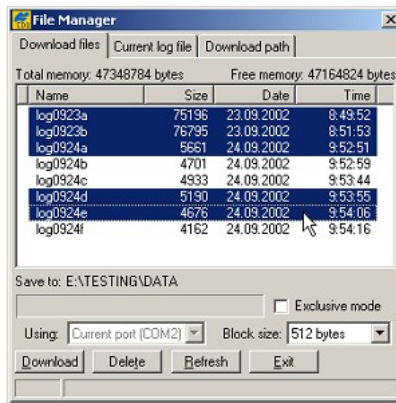 File Manager
Download files Current log file Download path
Total memory: 47348784 bytes Free memory: 47164824 bytes
Name Size Date Time
log0923a 75196 23.09.2002 8:49:52
log0923b 76795 23.09.2002 8:51:53
log0924a 5661 24.09.2002 9:52:51
log0924b 4701 24.09.2002 9:52:59
log0924c 4933 24.09.2002 9:53:44
log0924d 5190 24.09.2002 9:53:55
log0924e 4676 24.09.2002 9:54:06
log0924f 4162 24.09.2002 9:54:16
Save to: E:\TESTING\DATA
Exclusive mode
Using: Current port (COM2) Block size: 512 bytes
Download Delete Refresh Exit